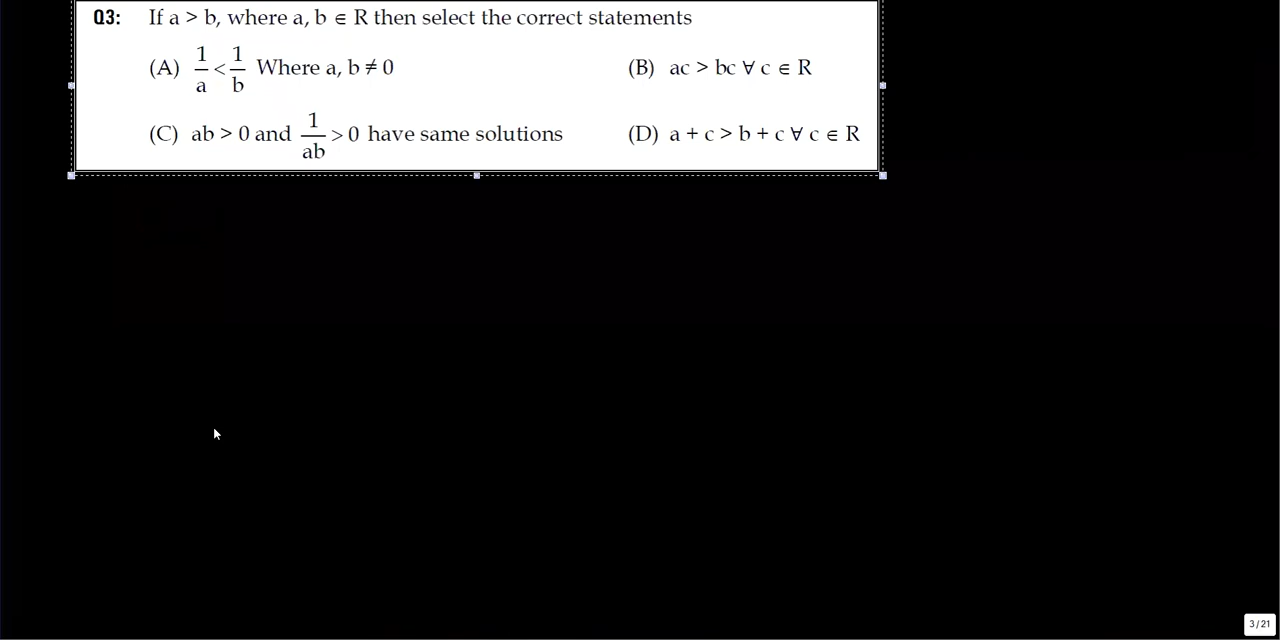 Q3: If a > b, where a, b ∈ R then select the correct statements
(A) 1/a < 1/b Where a, b ≠ 0 (B) ac > bc ∀ c ∈ R
(C) ab > 0 and 1/ab > 0 have same solutions (D) a + c > b + c ∀ c ∈ R
3 / 21